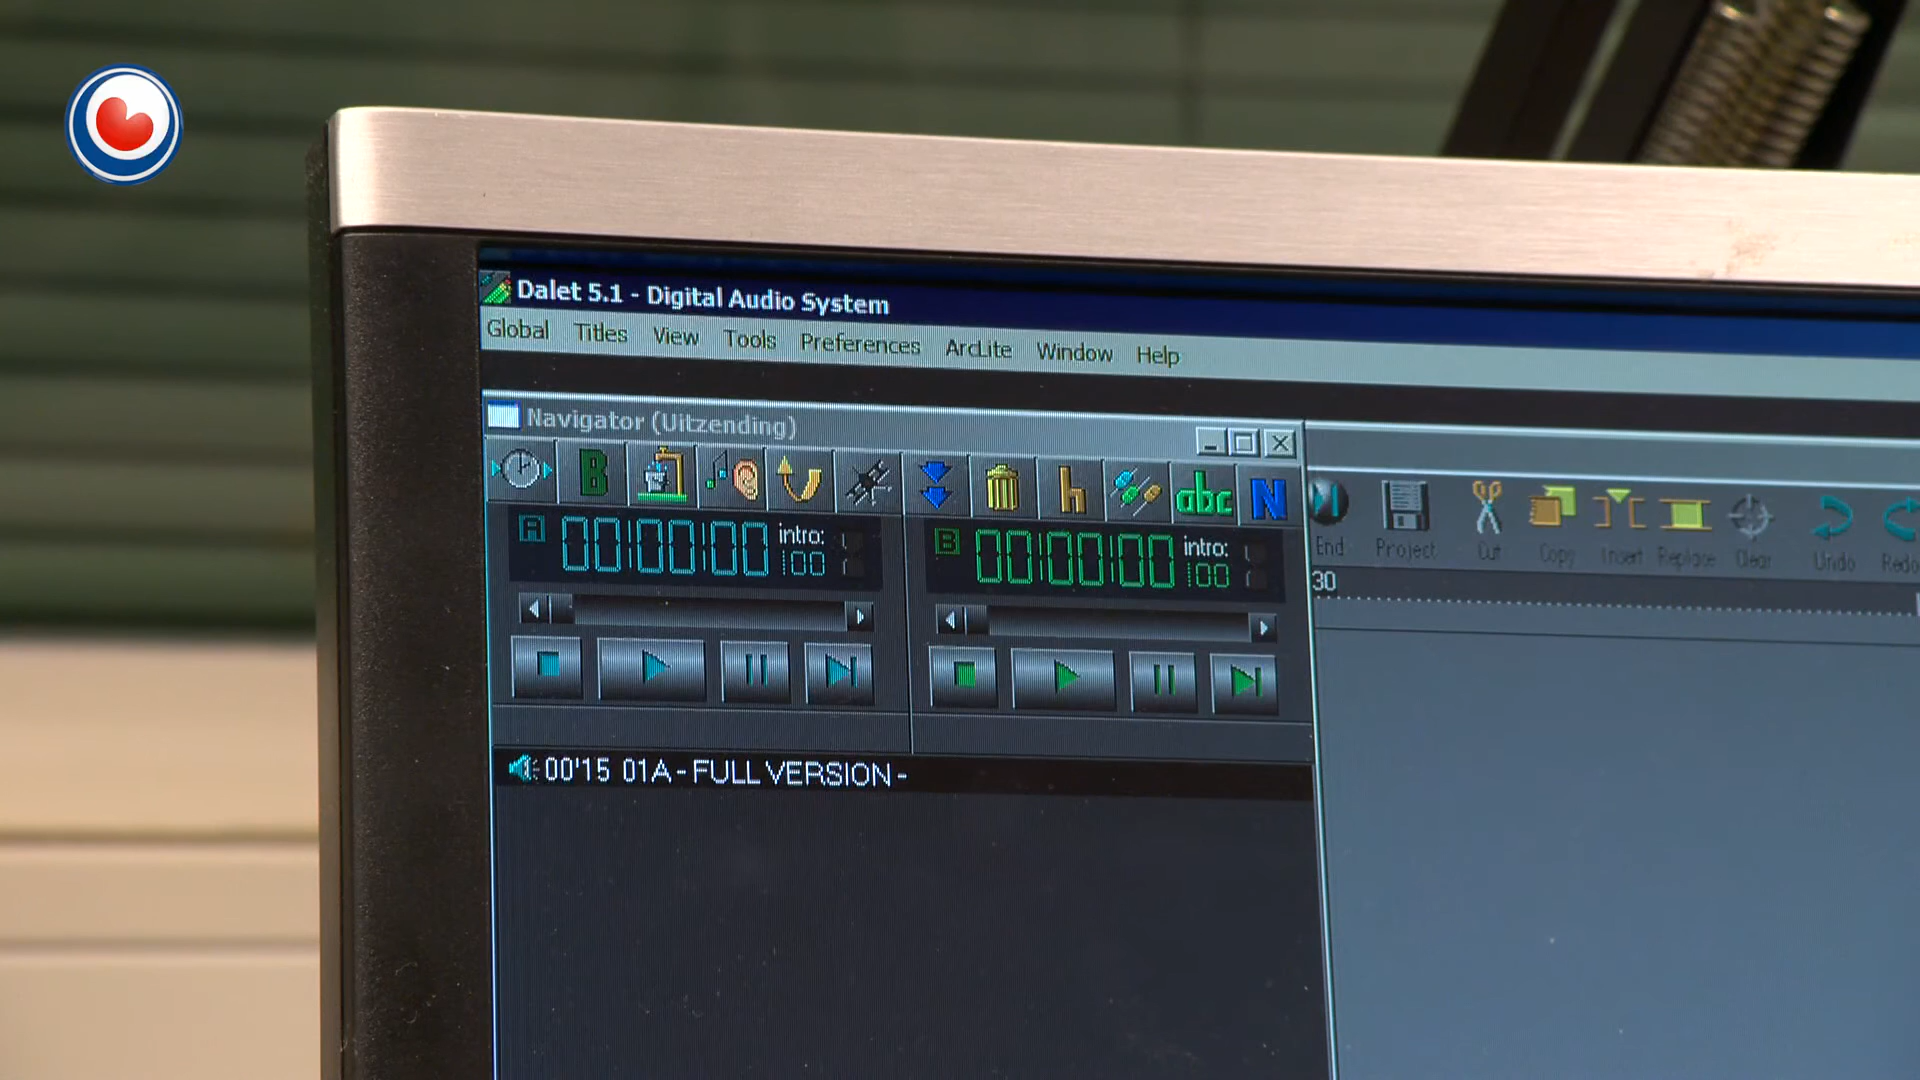 Dalet 5.1 - Digital Audio System
Global Titles View Tools Preferences ArcLite Window Help
Navigator (Uitzending)
B h abc N
A 00:00:00 intro: :00
B 00:00:00 intro: :00
End Project Cut Copy Insert Replace Clear Undo Redo
30
00'15 01A - FULL VERSION -